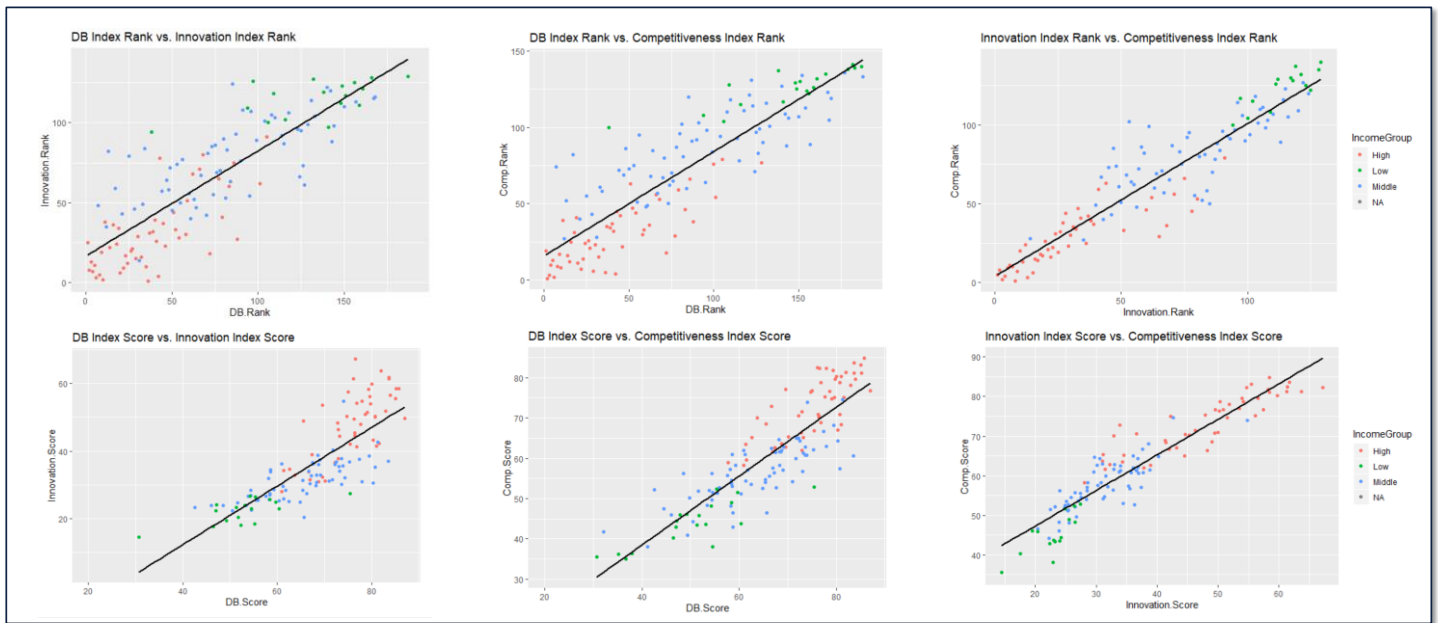 DB Index Rank vs. Innovation Index Rank
150
100
50
0
Innovation.Rank
0 50 100 150
DB.Rank
DB Index Rank vs. Competitiveness Index Rank
150
100
50
0
Comp.Rank
0 50 100 150
DB.Rank
Innovation Index Rank vs. Competitiveness Index Rank
100
50
0
Comp.Rank
0 50 100
Innovation.Rank
IncomeGroup
High
Low
Middle
NA
DB Index Score vs. Innovation Index Score
60
40
20
Innovation.Score
20 40 60 80
DB.Score
DB Index Score vs. Competitiveness Index Score
80
70
60
50
40
30
Comp.Score
20 40 60 80
DB.Score
Innovation Index Score vs. Competitiveness Index Score
90
80
70
60
50
40
Comp.Score
20 30 40 50 60
Innovation.Score
IncomeGroup
High
Low
Middle
NA